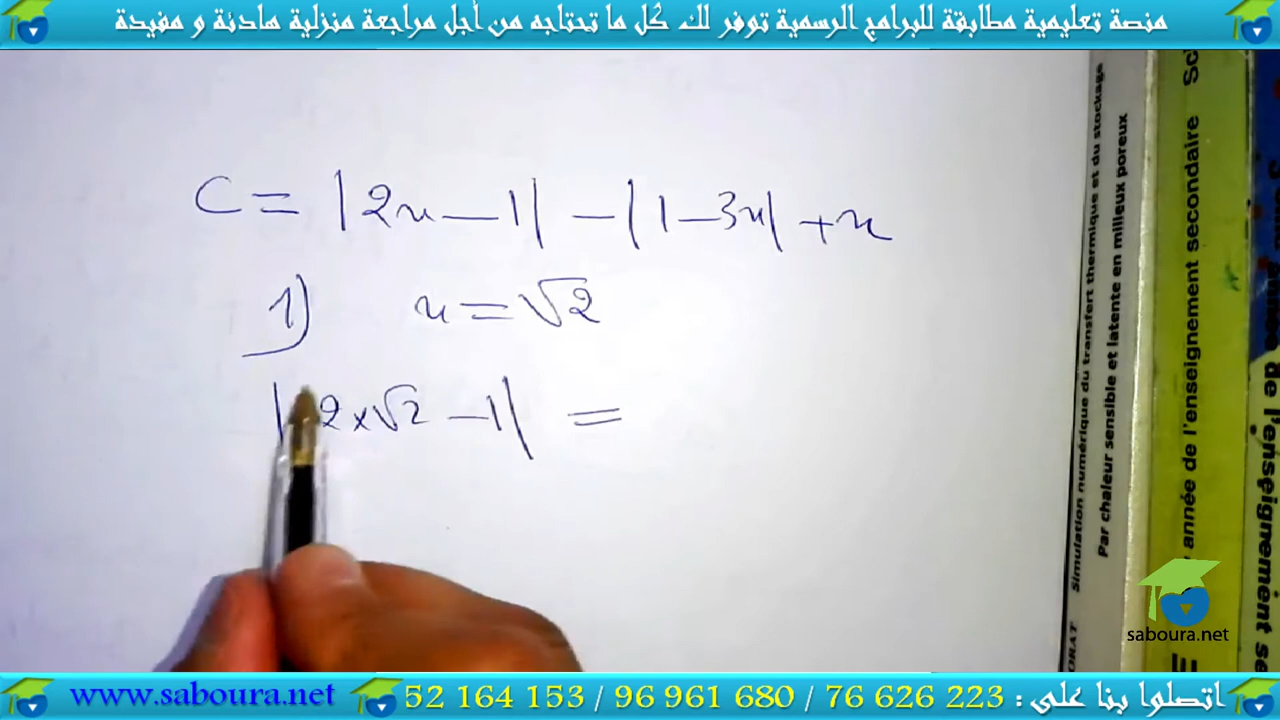 منصة تعليمية مطابقة للبرامج الرسمية توفر لك كل ما تحتاجه من أجل مراجعة منزلية هادئة و مفيدة
C = |2x - 1| - |1 - 3x| + x
1) x = √2
|2×√2 - 1| =
Simulation numérique du transfert thermique et du stockage
Par chaleur sensible et latente en milieux poreux
année de l'enseignement secondaire Sc
de l'enseignement se
saboura.net
www.saboura.net
اتصلوا بنا على : 52 164 153 / 96 961 680 / 76 626 223